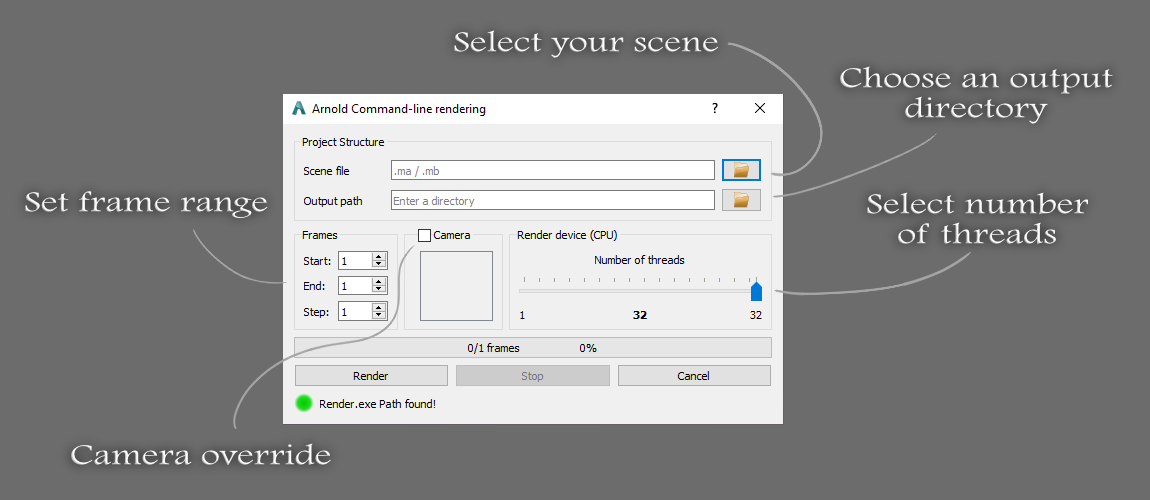 Select your scene
Choose an output
directory
Arnold Command-line rendering
?
Project Structure
Scene file
.ma / .mb
Output path
Enter a directory
Set frame range
Select number
of threads
Frames
Start: 1
End: 1
Step: 1
Camera
Render device (CPU)
Number of threads
1 32 32
0/1 frames 0%
Render Stop Cancel
Render.exe Path found!
Camera override